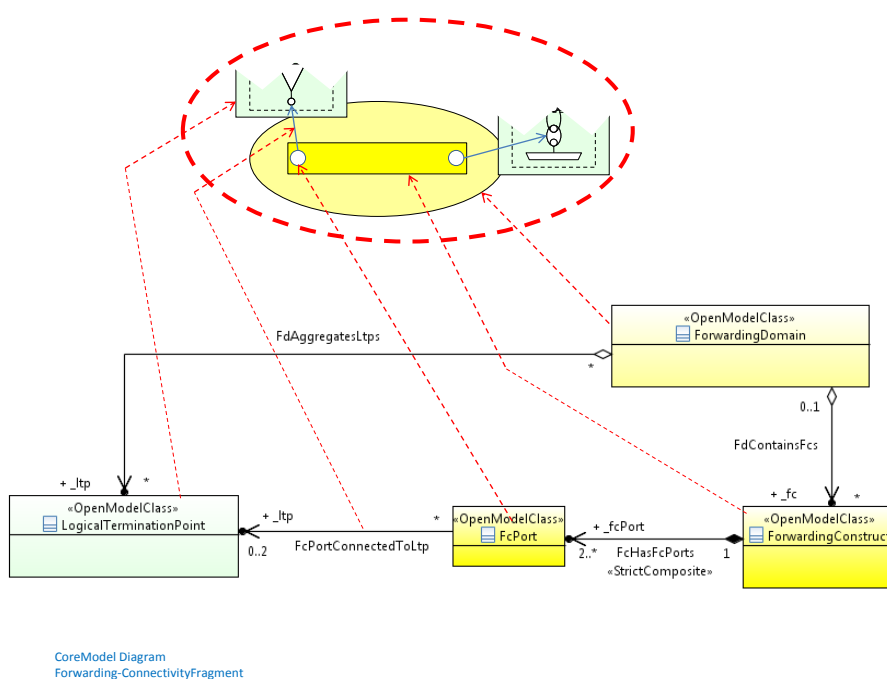 «OpenModelClass»
ForwardingDomain
FdAggregatesLtps
*
0..1
FdContainsFcs
+ _ltp
*
+ _fc
*
«OpenModelClass»
LogicalTerminationPoint
+ _ltp
0..2
FcPortConnectedToLtp
*
«OpenModelClass»
FcPort
+ _fcPort
2..*
FcHasFcPorts
1
«StrictComposite»
«OpenModelClass»
ForwardingConstruct
CoreModel Diagram
Forwarding-ConnectivityFragment